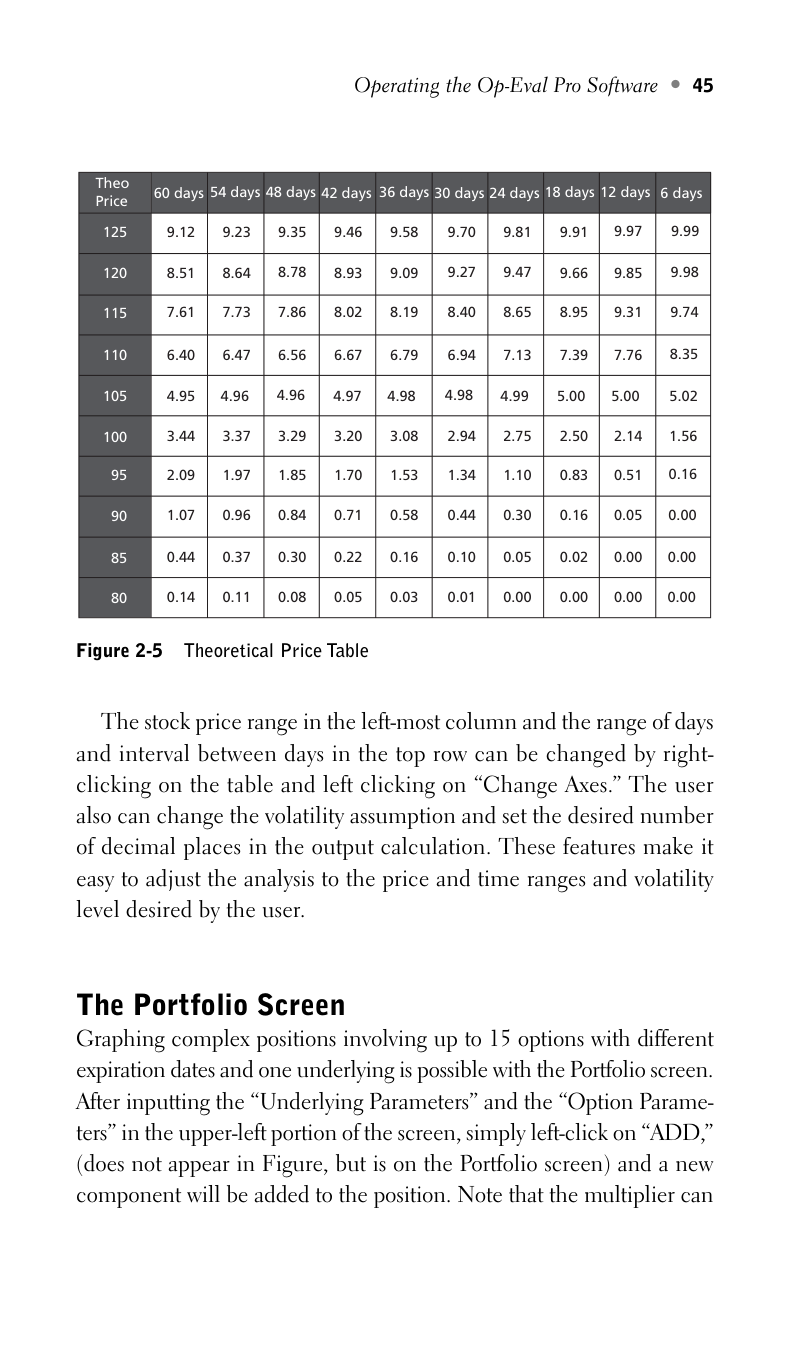 Operating the Op-Eval Pro Software • 45
Theo Price 60 days 54 days 48 days 42 days 36 days 30 days 24 days 18 days 12 days 6 days
125 9.12 9.23 9.35 9.46 9.58 9.70 9.81 9.91 9.97 9.99
120 8.51 8.64 8.78 8.93 9.09 9.27 9.47 9.66 9.85 9.98
115 7.61 7.73 7.86 8.02 8.19 8.40 8.65 8.95 9.31 9.74
110 6.40 6.47 6.56 6.67 6.79 6.94 7.13 7.39 7.76 8.35
105 4.95 4.96 4.96 4.97 4.98 4.98 4.99 5.00 5.00 5.02
100 3.44 3.37 3.29 3.20 3.08 2.94 2.75 2.50 2.14 1.56
95 2.09 1.97 1.85 1.70 1.53 1.34 1.10 0.83 0.51 0.16
90 1.07 0.96 0.84 0.71 0.58 0.44 0.30 0.16 0.05 0.00
85 0.44 0.37 0.30 0.22 0.16 0.10 0.05 0.02 0.00 0.00
80 0.14 0.11 0.08 0.05 0.03 0.01 0.00 0.00 0.00 0.00
Figure 2-5 Theoretical Price Table
The stock price range in the left-most column and the range of days
and interval between days in the top row can be changed by right-
clicking on the table and left clicking on “Change Axes.” The user
also can change the volatility assumption and set the desired number
of decimal places in the output calculation. These features make it
easy to adjust the analysis to the price and time ranges and volatility
level desired by the user.
The Portfolio Screen
Graphing complex positions involving up to 15 options with different
expiration dates and one underlying is possible with the Portfolio screen.
After inputting the “Underlying Parameters” and the “Option Parame-
ters” in the upper-left portion of the screen, simply left-click on “ADD,”
(does not appear in Figure, but is on the Portfolio screen) and a new
component will be added to the position. Note that the multiplier can